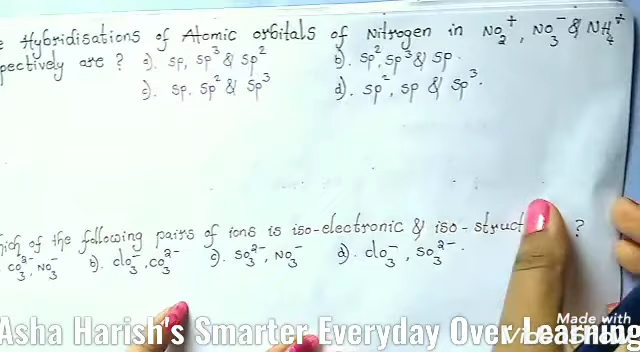 Hybridisations of Atomic orbitals of Nitrogen in NO₂⁺, NO₃⁻ & NH₄⁺
pectively are ? a). sp, sp³ & sp² b). sp², sp³ & sp.
c). sp, sp² & sp³ d). sp², sp & sp³.
of the following pairs of ions is iso-electronic & iso-struct ?
CO₃²⁻, NO₃⁻ b). clO₃⁻, CO₃²⁻ c). SO₃²⁻, NO₃⁻ d). clO₃⁻, SO₃²⁻.
Made with
Asha Harish's Smarter Everyday Over Learning